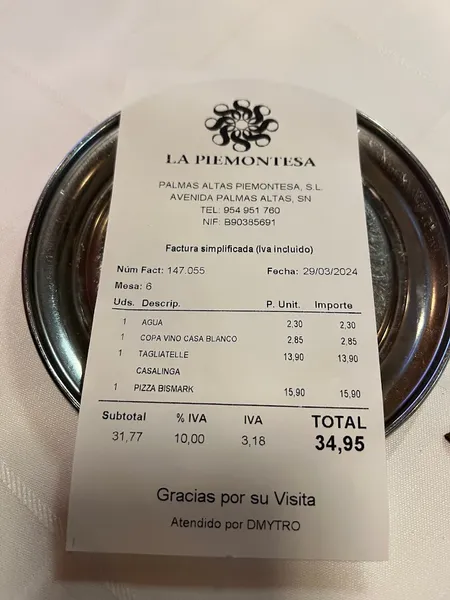 LA PIEMONTESA
PALMAS ALTAS PIEMONTESA, S.L.
AVENIDA PALMAS ALTAS, SN
TEL: 954 951 760
NIF: B90385691
Factura simplificada (Iva incluido)
Núm Fact: 147.055 Fecha: 29/03/2024
Mesa: 6
Uds. Descrip. P. Unit. Importe
1 AGUA 2,30 2,30
1 COPA VINO CASA BLANCO 2,85 2,85
1 TAGLIATELLE 13,90 13,90
CASALINGA
1 PIZZA BISMARK 15,90 15,90
Subtotal % IVA IVA TOTAL
31,77 10,00 3,18 34,95
Gracias por su Visita
Atendido por DMYTRO